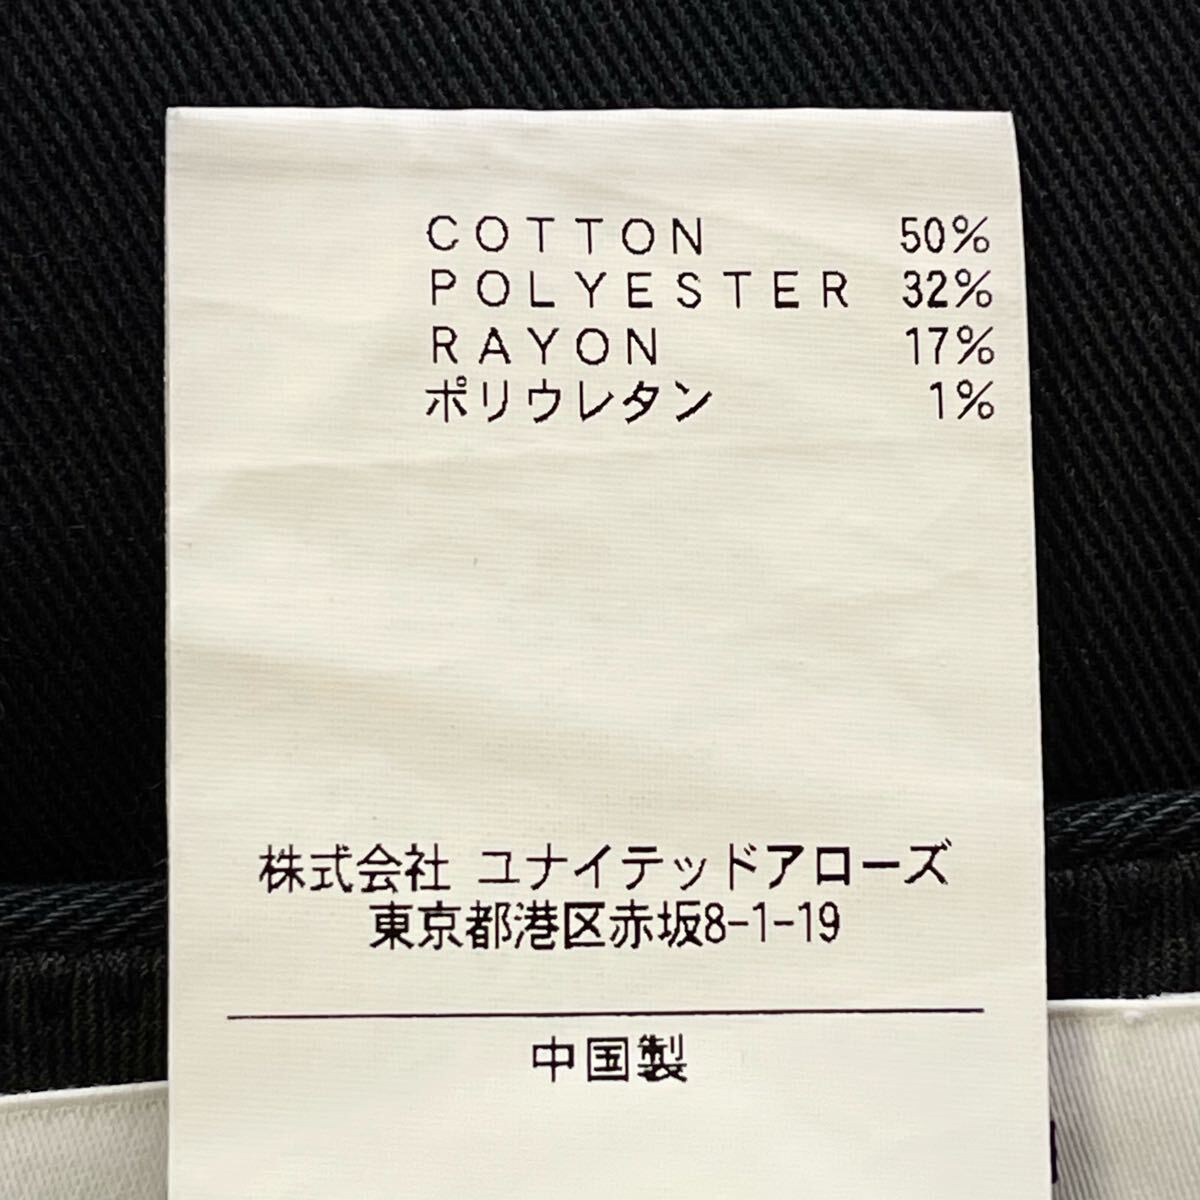 COTTON 50%
POLYESTER 32%
RAYON 17%
ポリウレタン 1%
株式会社 ユナイテッドアローズ
東京都港区赤坂8-1-19
中国製